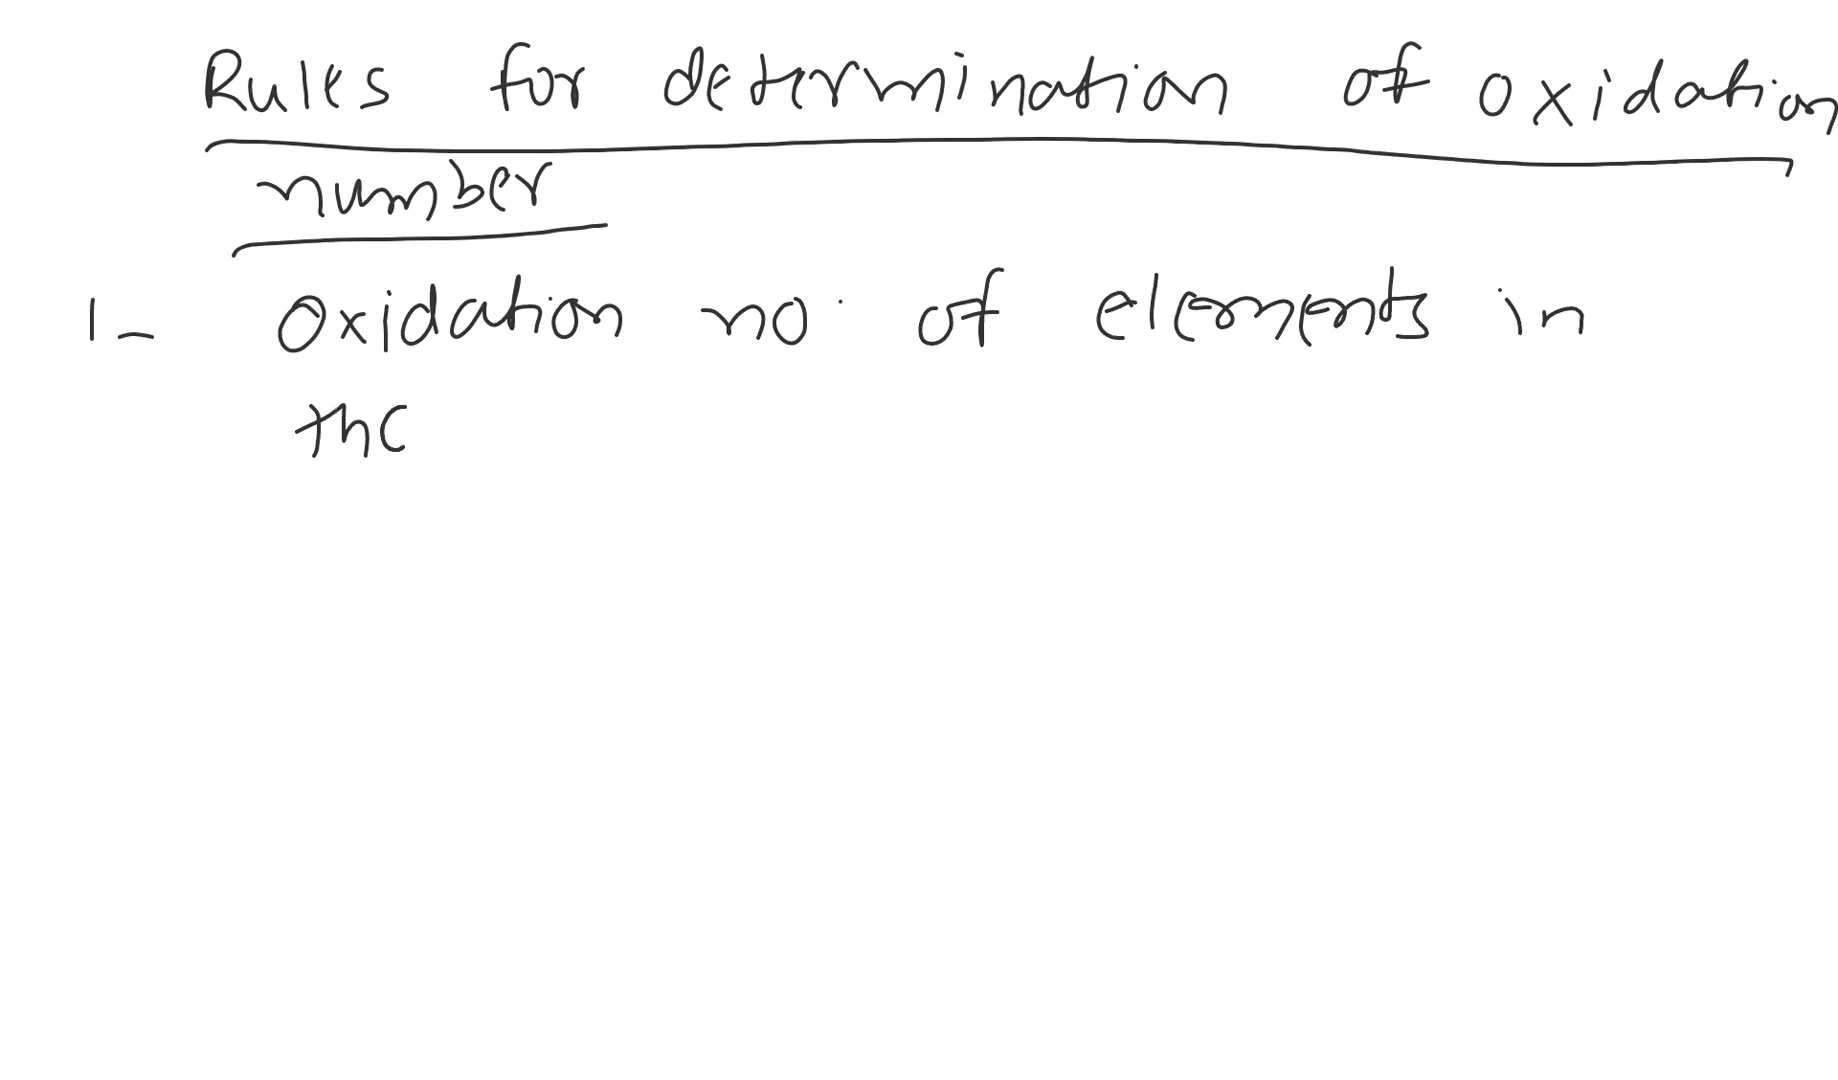 Rules for determination of oxidation
number
1- Oxidation no. of elements in
the